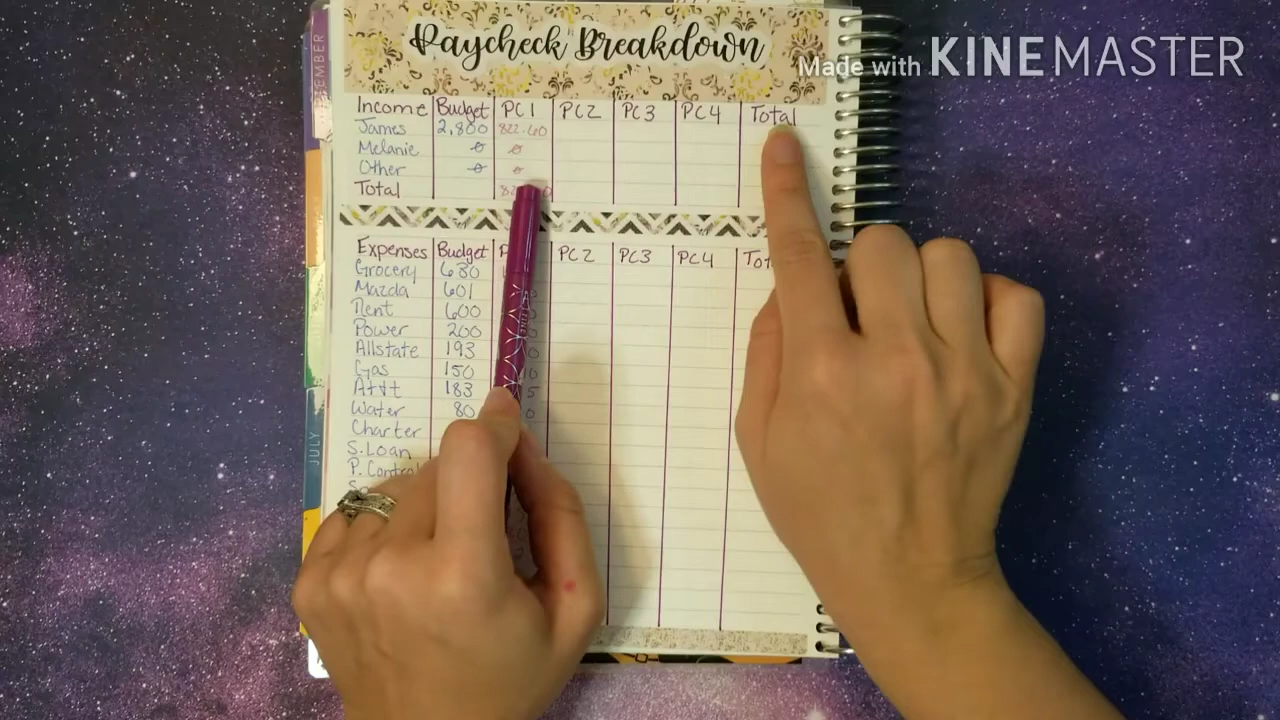 Paycheck Breakdown
Made with KINEMASTER
Income Budget PC1 PC2 PC3 PC4 Total
James 2,800 822.60
Melanie 0 0
Other 0 0
Total
Expenses Budget PC2 PC3 PC4
Grocery 630
Mazda 601
Rent 600
Power 200
Allstate 193
Gas 150
At&t 183
Water 80
Charter
S. Loan
P. Control
JULY